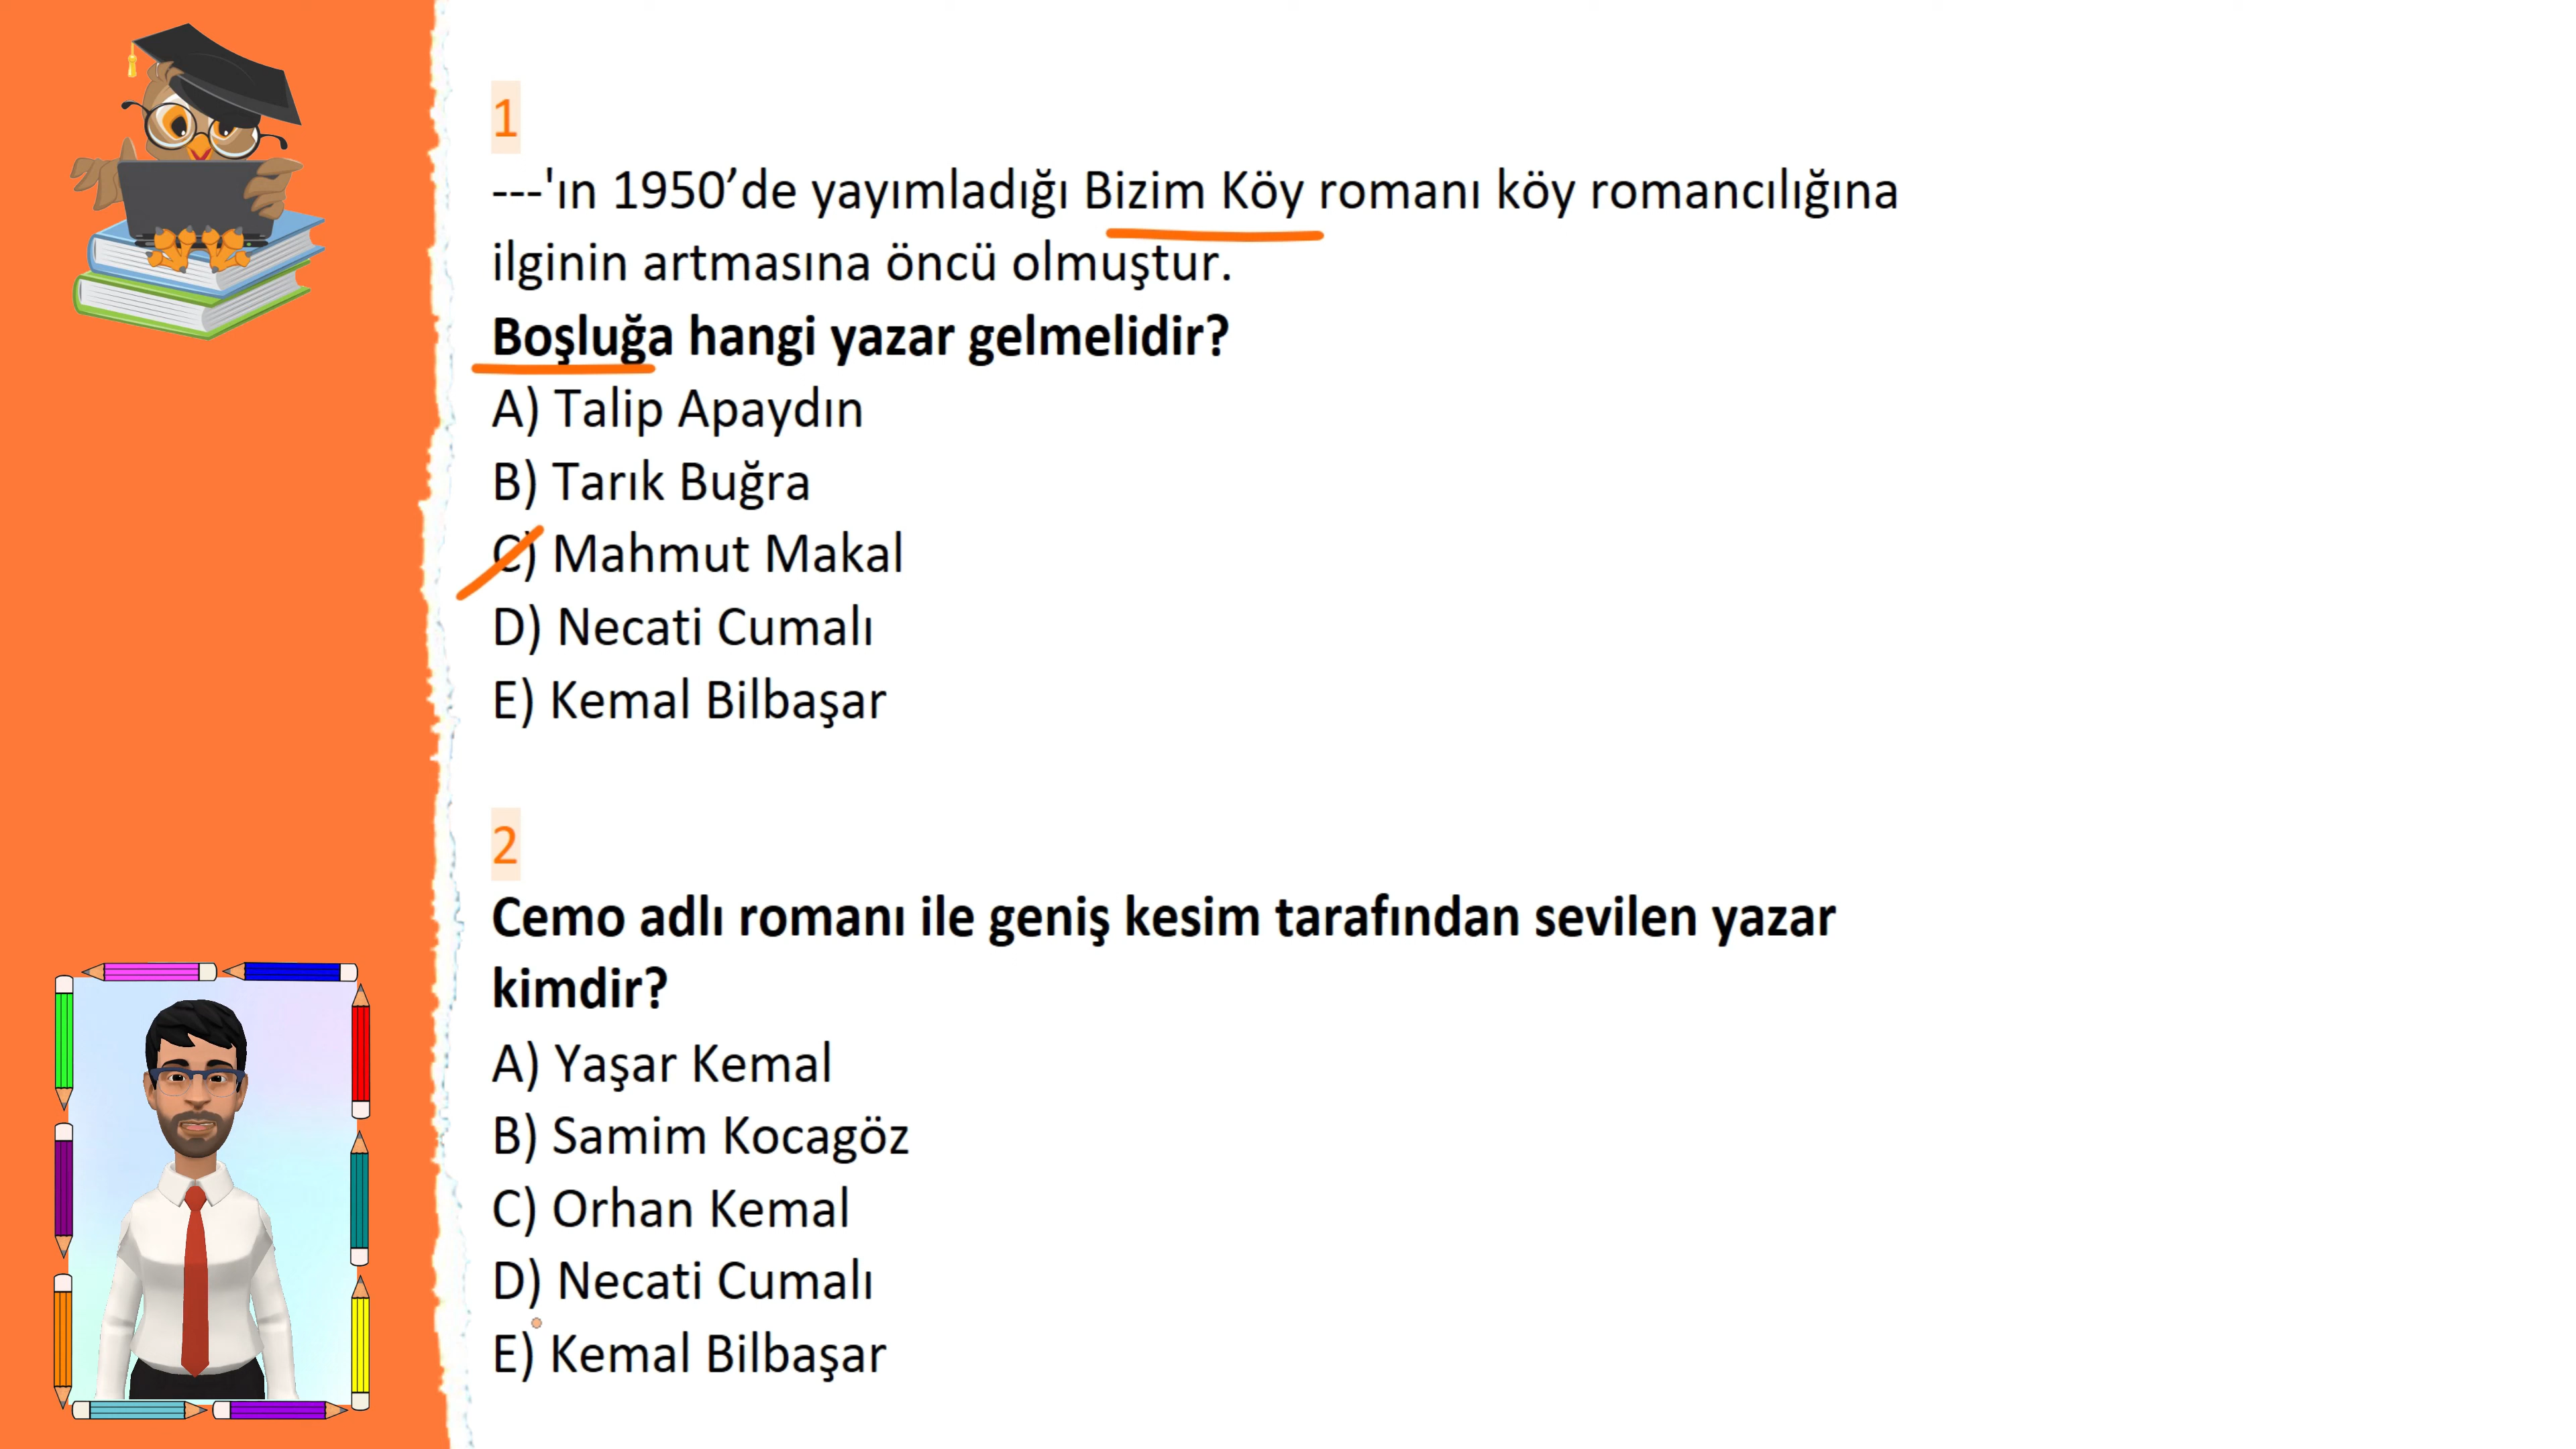 1
---'ın 1950’de yayımladığı Bizim Köy romanı köy romancılığına
ilginin artmasına öncü olmuştur.
Boşluğa hangi yazar gelmelidir?
A) Talip Apaydın
B) Tarık Buğra
C) Mahmut Makal
D) Necati Cumalı
E) Kemal Bilbaşar
2
Cemo adlı romanı ile geniş kesim tarafından sevilen yazar
kimdir?
A) Yaşar Kemal
B) Samim Kocagöz
C) Orhan Kemal
D) Necati Cumalı
E) Kemal Bilbaşar